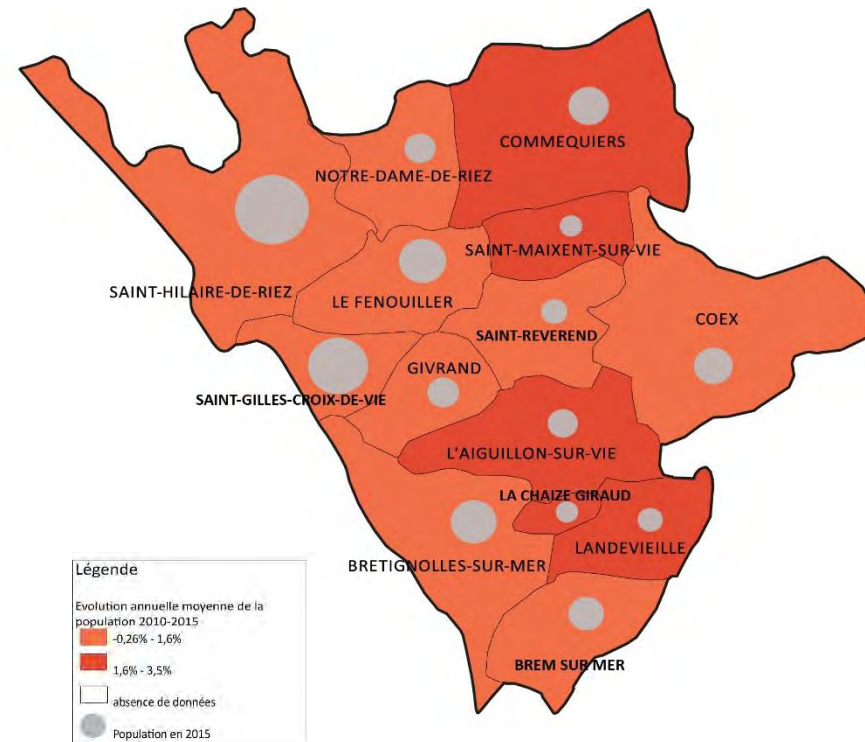 COMMEQUIERS
NOTRE-DAME-DE-RIEZ
SAINT-MAIXENT-SUR-VIE
SAINT-HILAIRE-DE-RIEZ
LE FENOUILLER
COEX
SAINT-REVEREND
GIVRAND
SAINT-GILLES-CROIX-DE-VIE
L'AIGUILLON-SUR-VIE
LA CHAIZE GIRAUD
LANDEVIEILLE
BRETIGNOLLES-SUR-MER
BREM SUR MER
Légende
Evolution annuelle moyenne de la
population 2010-2015
-0,26% - 1,6%
1,6% - 3,5%
absence de données
Population en 2015